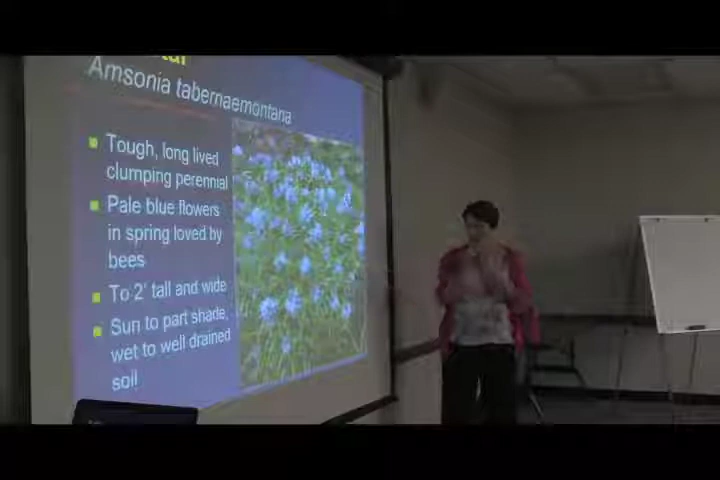 Amsonia tabernaemontana
Tough, long lived
clumping perennial
Pale blue flowers
in spring loved by
bees
To 2' tall and wide
Sun to part shade,
wet to well drained
soil